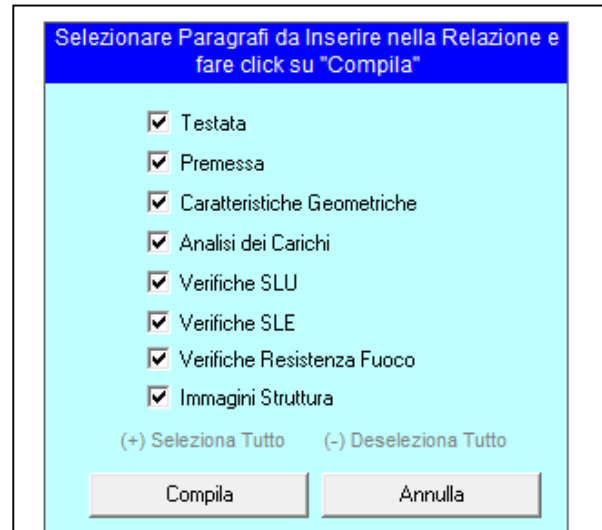 Selezionare Paragrafi da Inserire nella Relazione e
fare click su "Compila"
Testata
Premessa
Caratteristiche Geometriche
Analisi dei Carichi
Verifiche SLU
Verifiche SLE
Verifiche Resistenza Fuoco
Immagini Struttura
(+) Seleziona Tutto (-) Deseleziona Tutto
Compila Annulla